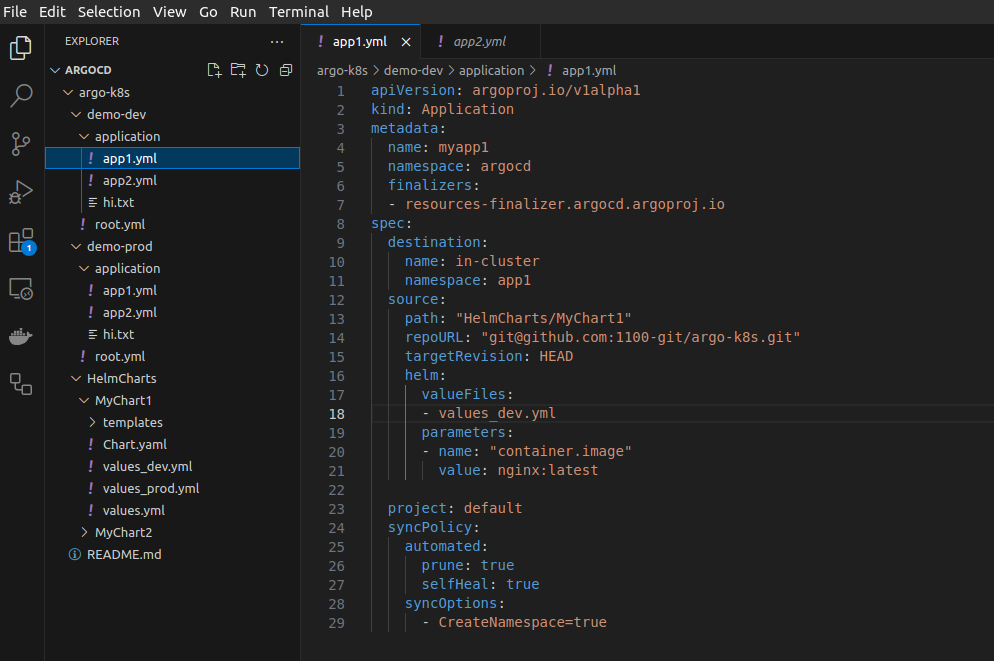 File Edit Selection View Go Run Terminal Help
EXPLORER
...
ARGOCD
argo-k8s
demo-dev
application
! app1.yml
! app2.yml
hi.txt
! root.yml
demo-prod
application
! app1.yml
! app2.yml
hi.txt
! root.yml
HelmCharts
MyChart1
templates
! Chart.yaml
! values_dev.yml
! values_prod.yml
! values.yml
MyChart2
README.md
1
! app1.yml ! app2.yml
argo-k8s > demo-dev > application > ! app1.yml
1 apiVersion: argoproj.io/v1alpha1
2 kind: Application
3 metadata:
4   name: myapp1
5   namespace: argocd
6   finalizers:
7   - resources-finalizer.argocd.argoproj.io
8 spec:
9   destination:
10     name: in-cluster
11     namespace: app1
12   source:
13     path: "HelmCharts/MyChart1"
14     repoURL: "git@github.com:1100-git/argo-k8s.git"
15     targetRevision: HEAD
16     helm:
17       valueFiles:
18       - values_dev.yml
19       parameters:
20       - name: "container.image"
21         value: nginx:latest
22
23   project: default
24   syncPolicy:
25     automated:
26       prune: true
27       selfHeal: true
28     syncOptions:
29       - CreateNamespace=true